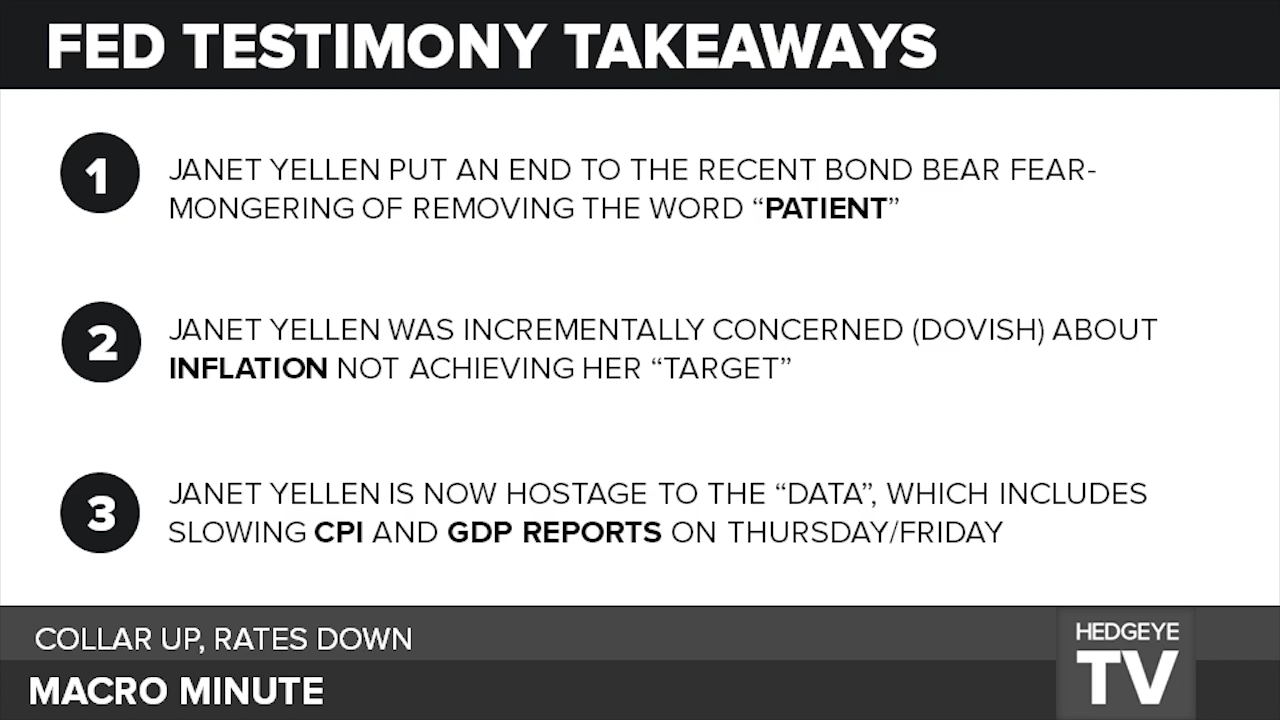 FED TESTIMONY TAKEAWAYS
1
JANET YELLEN PUT AN END TO THE RECENT BOND BEAR FEAR-
MONGERING OF REMOVING THE WORD “PATIENT”
2
JANET YELLEN WAS INCREMENTALLY CONCERNED (DOVISH) ABOUT
INFLATION NOT ACHIEVING HER “TARGET”
3
JANET YELLEN IS NOW HOSTAGE TO THE “DATA”, WHICH INCLUDES
SLOWING CPI AND GDP REPORTS ON THURSDAY/FRIDAY
COLLAR UP, RATES DOWN
MACRO MINUTE
HEDGEYE
TV